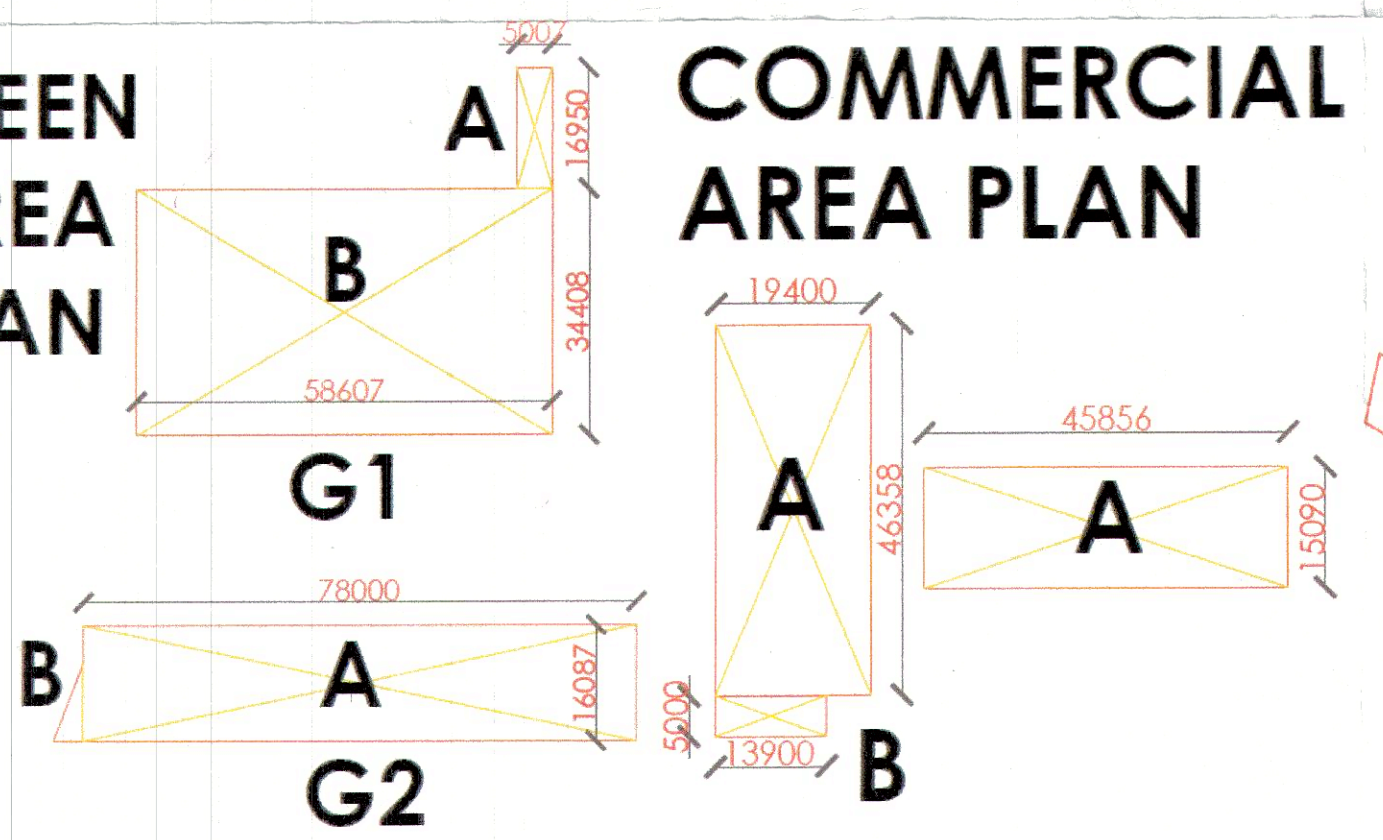 EEN
REA
AN
5007
A
16950
B
34408
58607
G1
78000
B
A
16087
G2
COMMERCIAL
AREA PLAN
19400
A
46358
5000
13900
B
45856
A
15090